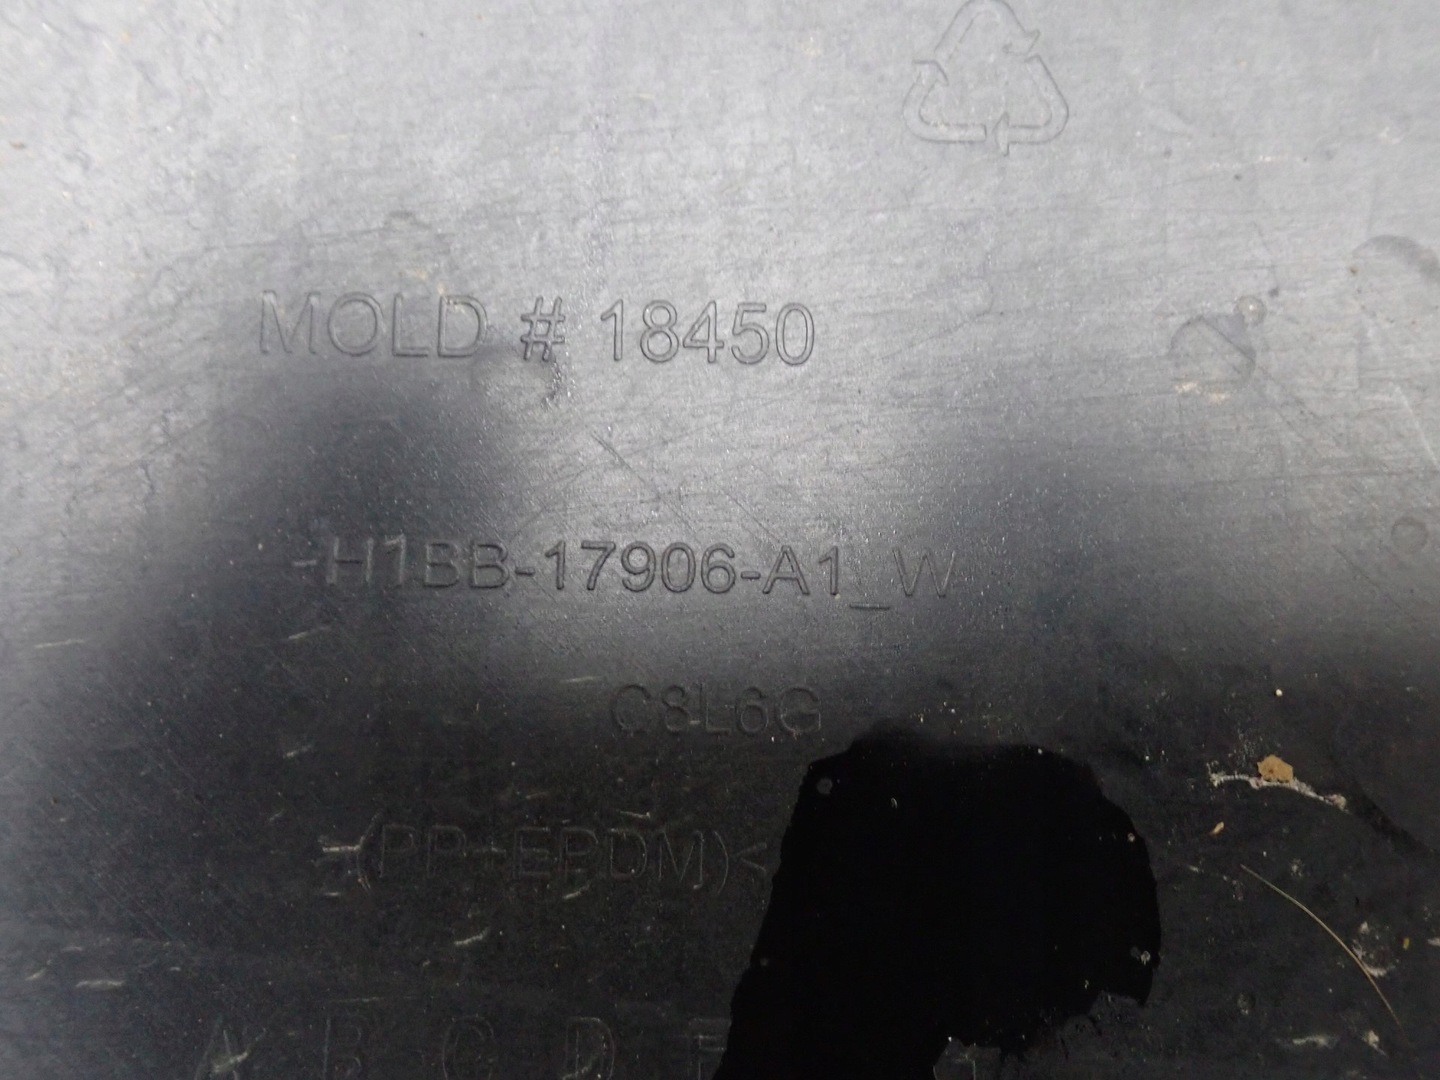 MOLD # 18450
-H1BB-17906-A1_W
C8L6G
(PP+EPDM)<
A B C D E